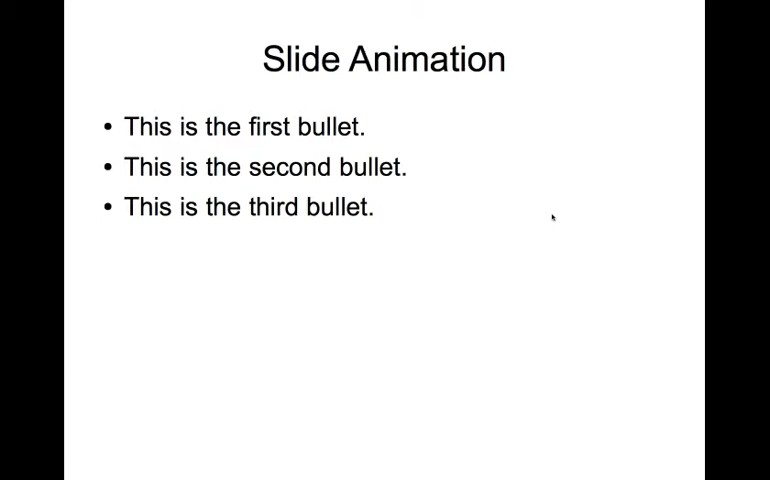 Slide Animation
• This is the first bullet.
• This is the second bullet.
• This is the third bullet.